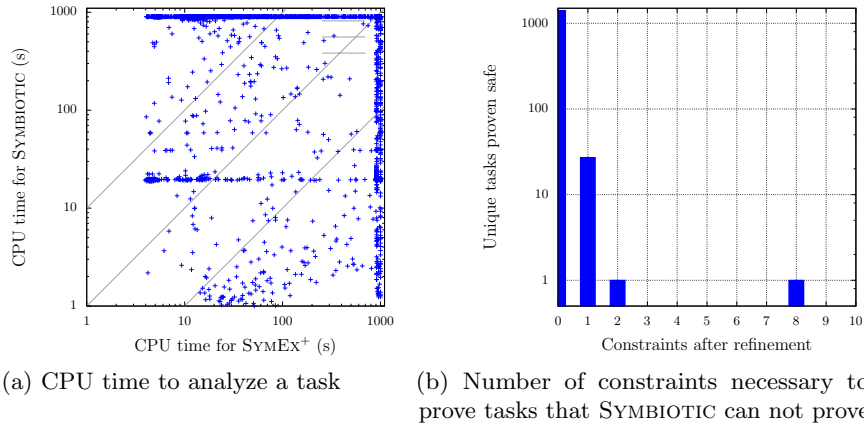 1000
100
10
1
CPU time for SYMBIOTIC (s)
1 10 100 1000
CPU time for SYMEX+ (s)
(a) CPU time to analyze a task
1000
100
10
1
Unique tasks proven safe
0 1 2 3 4 5 6 7 8 9 10
Constraints after refinement
(b) Number of constraints necessary to
prove tasks that SYMBIOTIC can not prove